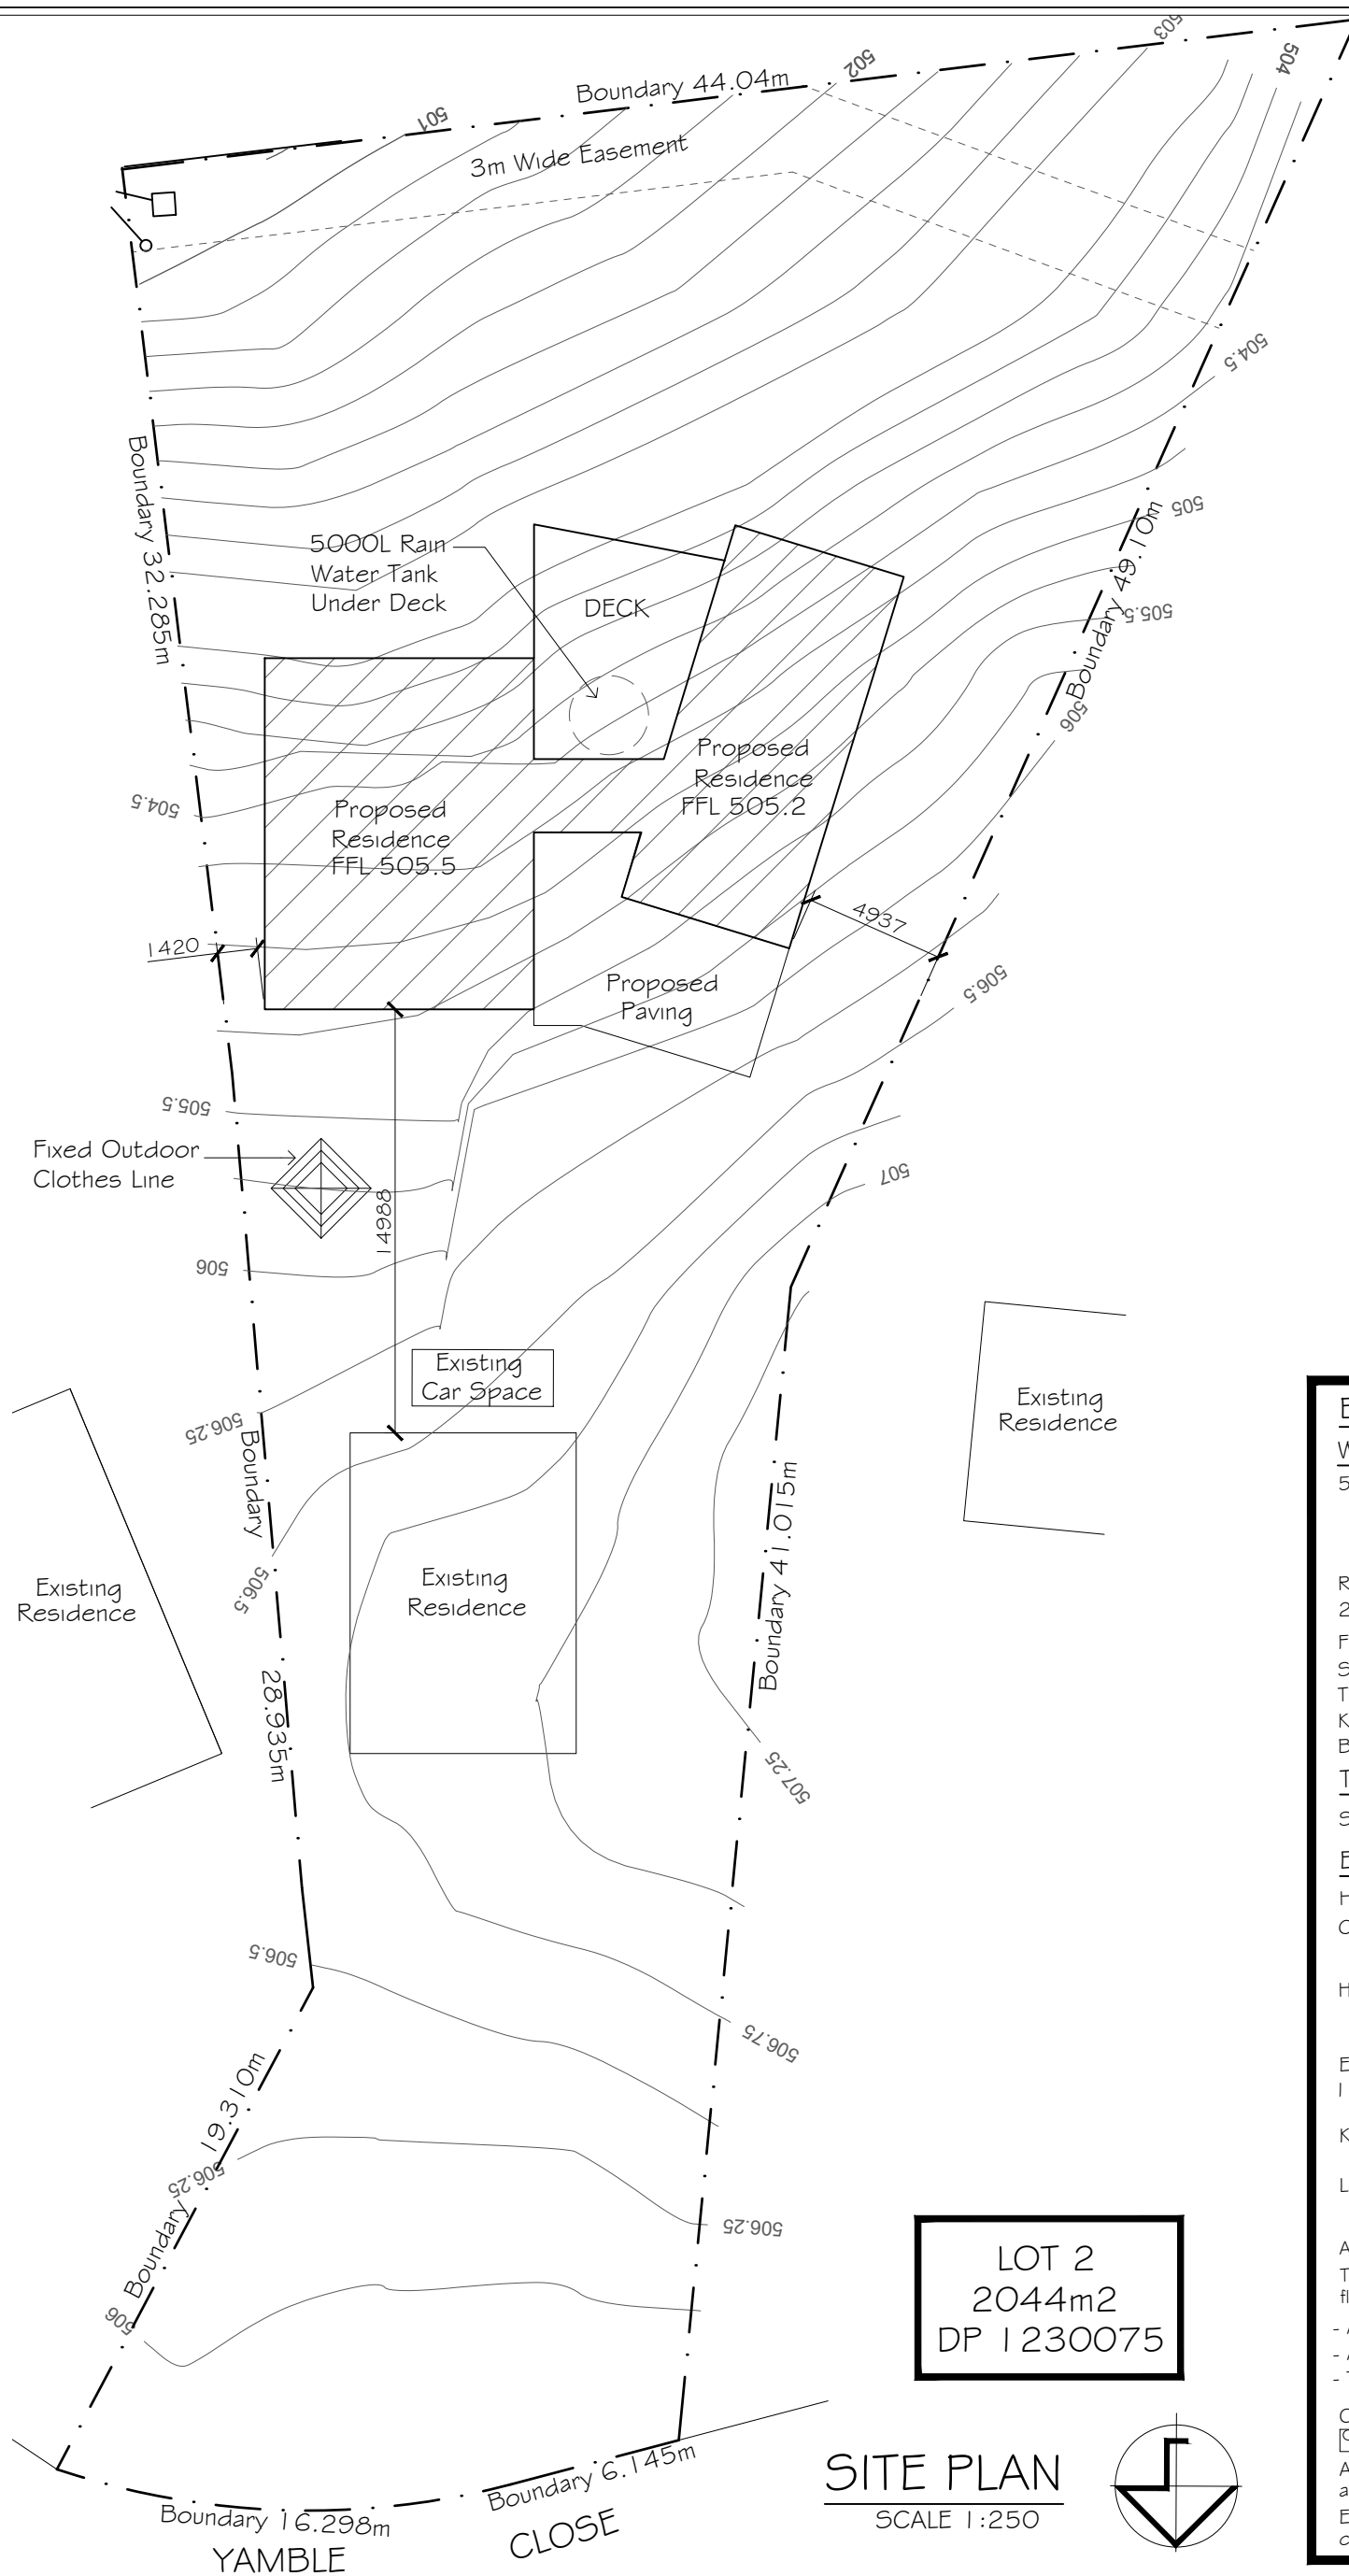 503
504
502
Boundary 44.04m
501
3m Wide Easement
504.5
Boundary 32.285m
505
Boundary 49.10m
5000L Rain
Water Tank
Under Deck
DECK
505.5
506
Proposed
Residence
FFL 505.2
504.5
Proposed
Residence
FFL 505.5
4937
1420
Proposed
Paving
506.5
505.5
Fixed Outdoor
Clothes Line
14988
507
506
Existing
Car Space
Existing
Residence
506.25
Boundary
28.935m
506.5
Existing
Residence
Existing
Residence
Boundary 41.015m
507.25
506.5
506.75
Boundary 19.310m
506.25
506.25
506
LOT 2
2044m2
DP 1230075
SITE PLAN
SCALE 1:250
Boundary 16.298m
Boundary 6.145m
YAMBLE
CLOSE